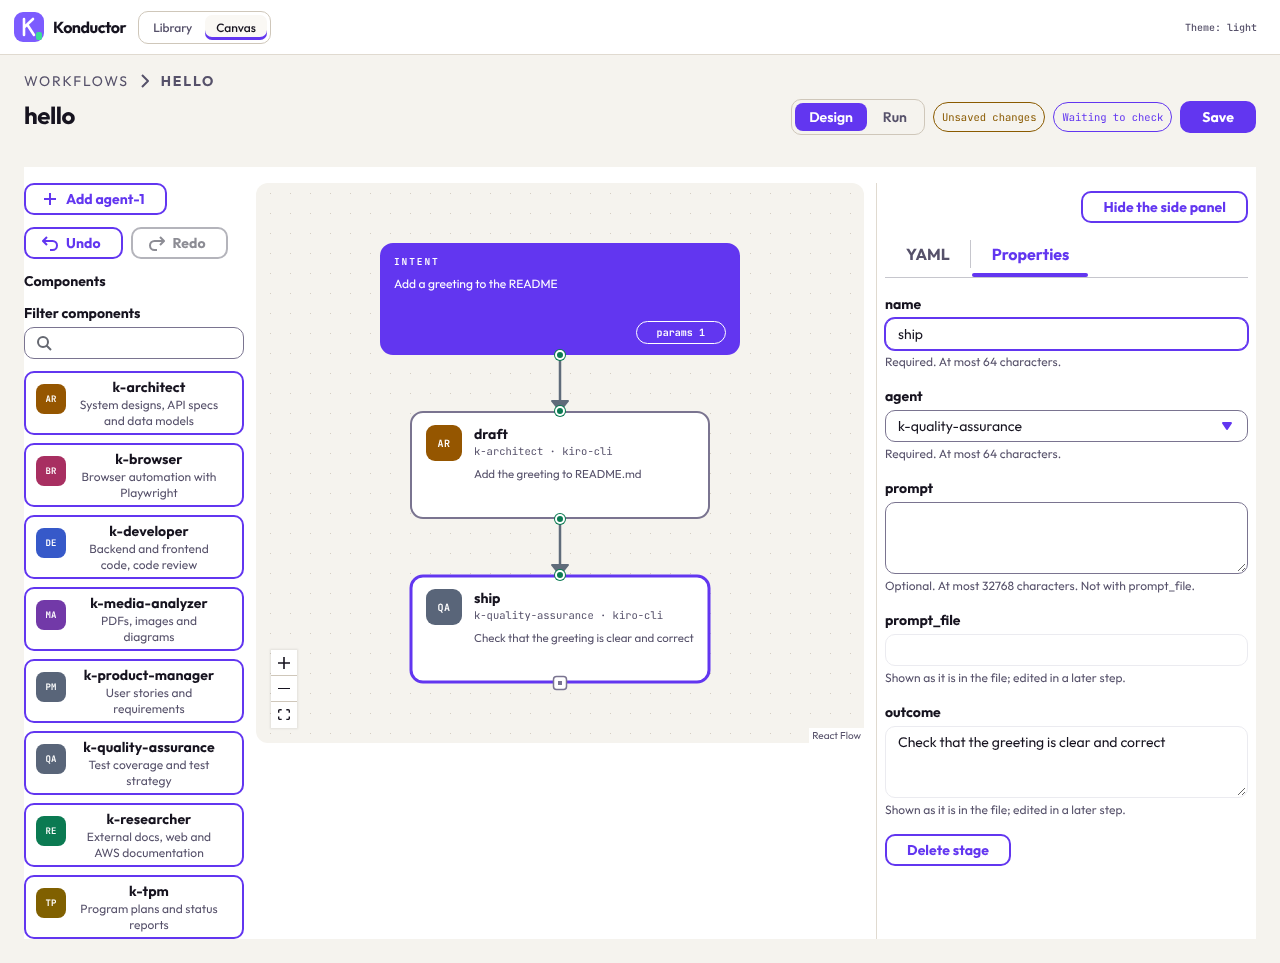 Konductor
Library
Canvas
Theme: light
WORKFLOWS > HELLO
hello
Design
Run
Unsaved changes
Waiting to check
Save
Add agent-1
Undo
Redo
Components
Filter components
AR
k-architect
System designs, API specs
and data models
BR
k-browser
Browser automation with
Playwright
DE
k-developer
Backend and frontend
code, code review
MA
k-media-analyzer
PDFs, images and
diagrams
PM
k-product-manager
User stories and
requirements
QA
k-quality-assurance
Test coverage and test
strategy
RE
k-researcher
External docs, web and
AWS documentation
TP
k-tpm
Program plans and status
reports
INTENT
Add a greeting to the README
params 1
AR
draft
k-architect · kiro-cli
Add the greeting to README.md
QA
ship
k-quality-assurance · kiro-cli
Check that the greeting is clear and correct
React Flow
Hide the side panel
YAML
Properties
name
ship
Required. At most 64 characters.
agent
k-quality-assurance
Required. At most 64 characters.
prompt
Optional. At most 32768 characters. Not with prompt_file.
prompt_file
Shown as it is in the file; edited in a later step.
outcome
Check that the greeting is clear and correct
Shown as it is in the file; edited in a later step.
Delete stage